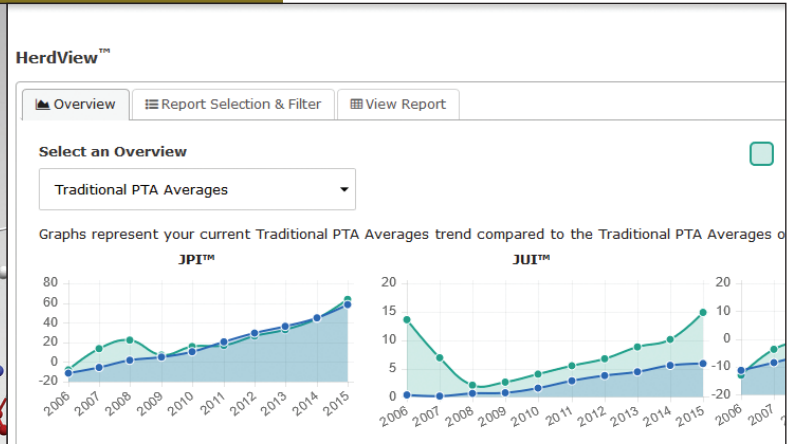 HerdView™
Overview
Report Selection & Filter
View Report
Select an Overview
Traditional PTA Averages
Graphs represent your current Traditional PTA Averages trend compared to the Traditional PTA Averages o
JPI™
JUI™
80
60
40
20
0
-20
2006 2007 2008 2009 2010 2011 2012 2013 2014 2015
20
15
10
5
0
2006 2007 2008 2009 2010 2011 2012 2013 2014 2015
20
10
0
-10
-20
2006 2007